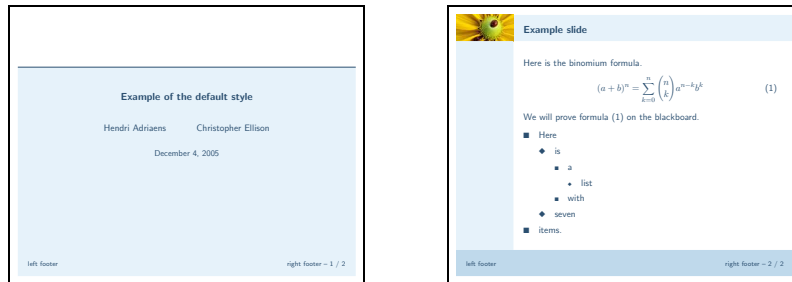 Example of the default style
Hendri Adriaens Christopher Ellison
December 4, 2005
left footer right footer – 1 / 2
Example slide
Here is the binomium formula.
(a + b)^n = \sum_{k=0}^{n} \binom{n}{k} a^{n-k} b^k (1)
We will prove formula (1) on the blackboard.
■ Here
◆ is
■ a
• list
■ with
◆ seven
■ items.
left footer right footer – 2 / 2